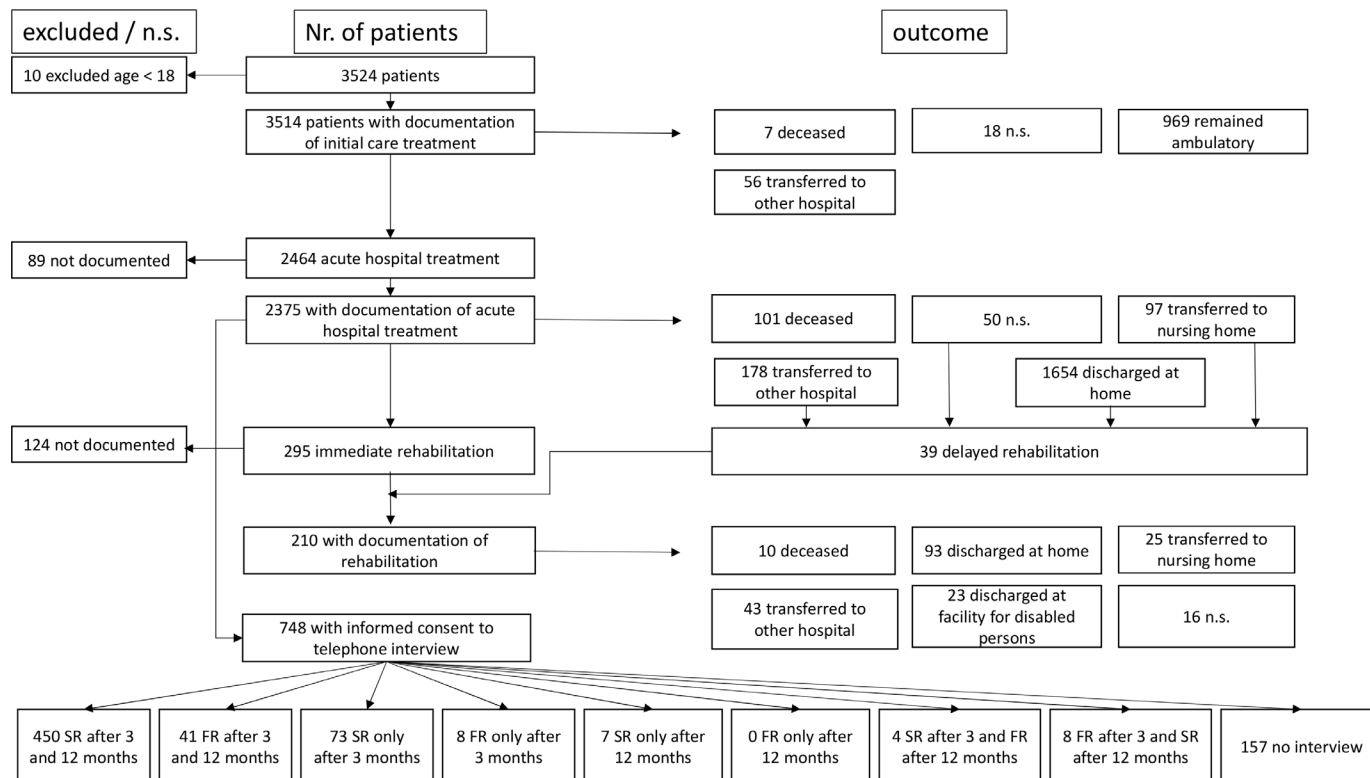 excluded / n.s.
Nr. of patients
outcome
10 excluded age < 18
3524 patients
3514 patients with documentation
of initial care treatment
7 deceased
18 n.s.
969 remained
ambulatory
56 transferred to
other hospital
89 not documented
2464 acute hospital treatment
2375 with documentation of acute
hospital treatment
101 deceased
50 n.s.
97 transferred to
nursing home
178 transferred to
other hospital
1654 discharged at
home
124 not documented
295 immediate rehabilitation
39 delayed rehabilitation
210 with documentation of
rehabilitation
10 deceased
93 discharged at home
25 transferred to
nursing home
43 transferred to
other hospital
23 discharged at
facility for disabled
persons
16 n.s.
748 with informed consent to
telephone interview
450 SR after 3
and 12 months
41 FR after 3
and 12 months
73 SR only
after 3 months
8 FR only after
3 months
7 SR only after
12 months
0 FR only after
12 months
4 SR after 3 and FR
after 12 months
8 FR after 3 and SR
after 12 months
157 no interview